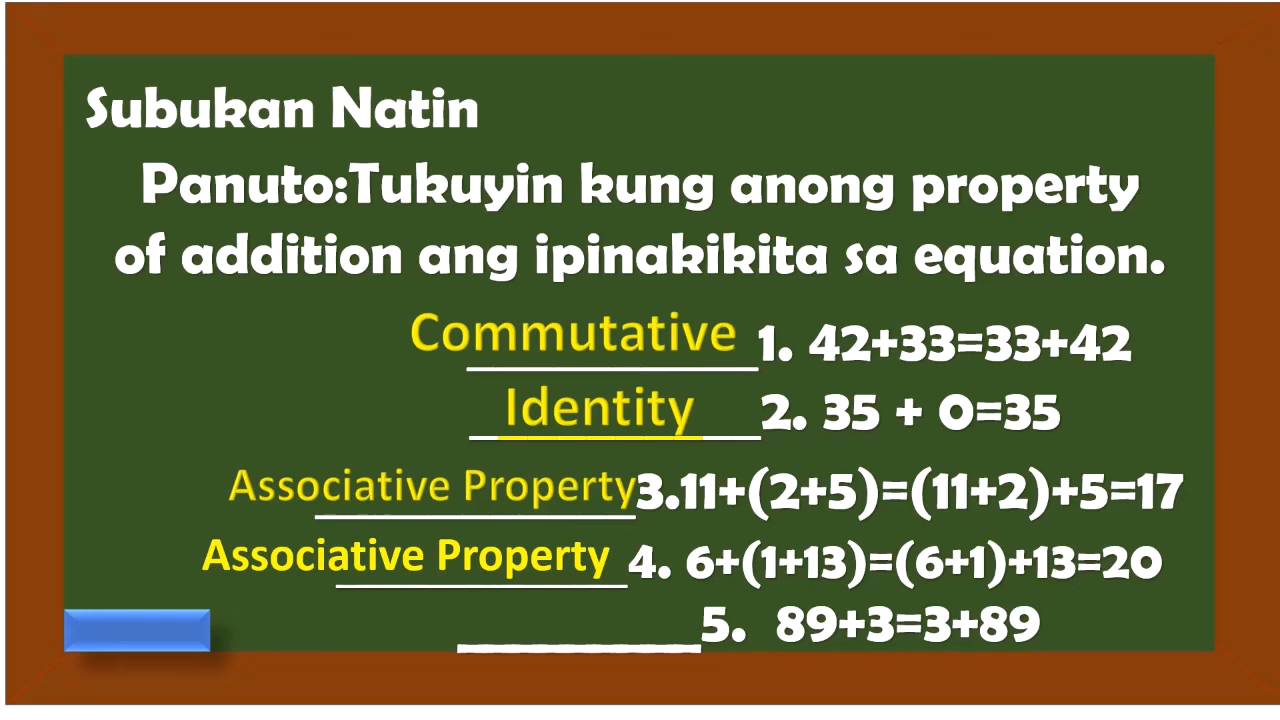 Subukan Natin
Panuto:Tukuyin kung anong property
of addition ang ipinakikita sa equation.
Commutative 1. 42+33=33+42
Identity 2. 35 + 0=35
Associative Property 3.11+(2+5)=(11+2)+5=17
Associative Property 4. 6+(1+13)=(6+1)+13=20
5. 89+3=3+89